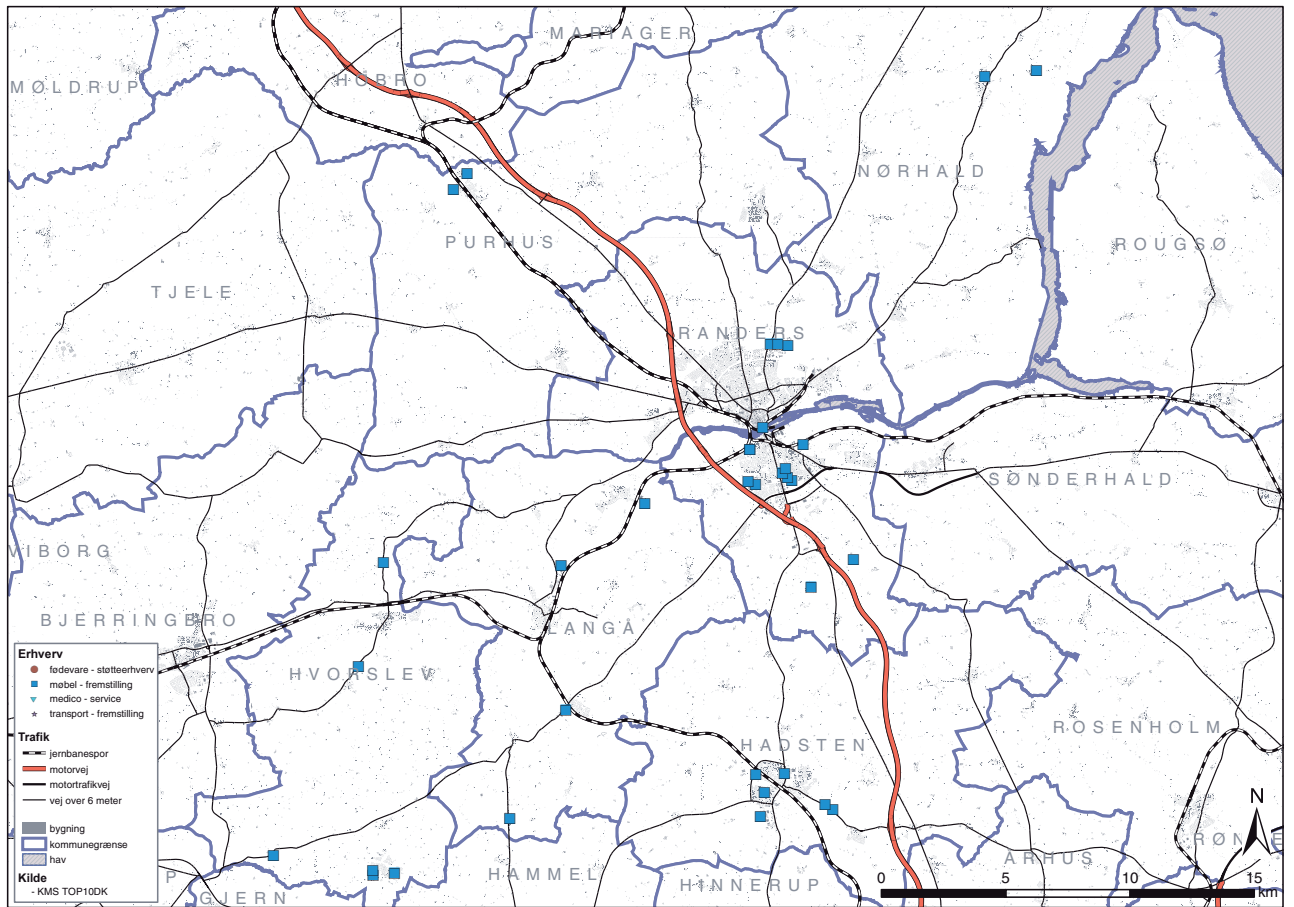 MARIAGER
HOBRO
MØLDRUP
NØRHALD
PURHUS
ROUGSØ
TJELE
RANDERS
SØNDERHALD
VIBORG
BJERRINGBRO
LANGÅ
HVORSLEV
ROSENHOLM
HADSTEN
ÅRHUS
HAMMEL
HINNERUP
GJERN
P
RØN E
Erhverv
fødevare - støtteerhverv
møbel - fremstilling
medico - service
transport - fremstilling
Trafik
jernbanespor
motorvej
motortrafikvej
vej over 6 meter
bygning
kommunegrænse
hav
Kilde
- KMS TOP10DK
N
0 5 10 15
km